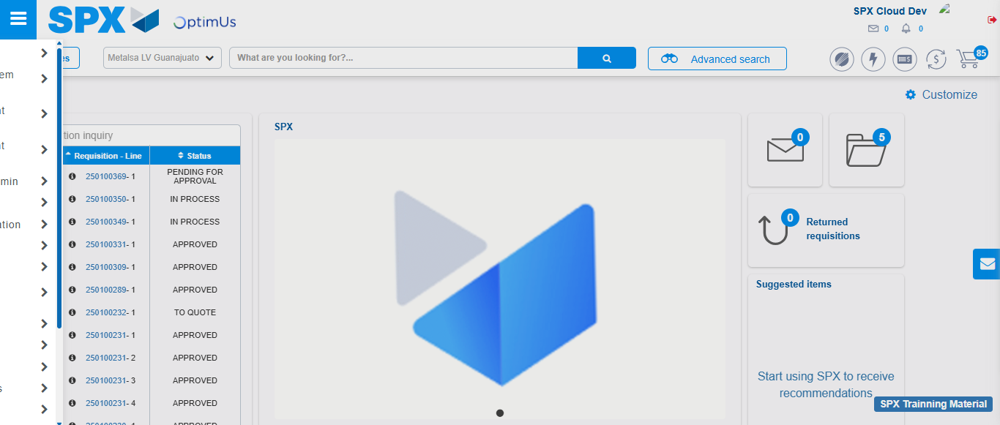 SPX
OptimUs
SPX Cloud Dev
0
0
es
Metalsa LV Guanajuato
What are you looking for?...
Advanced search
85
em
nt
nt
min
ation
s
Customize
tion inquiry
Requisition - Line
Status
250100369- 1
PENDING FOR
APPROVAL
250100350- 1
IN PROCESS
250100349- 1
IN PROCESS
250100331- 1
APPROVED
250100309- 1
APPROVED
250100289- 1
APPROVED
250100232- 1
TO QUOTE
250100231- 1
APPROVED
250100231- 2
APPROVED
250100231- 3
APPROVED
250100231- 4
APPROVED
SPX
0
5
0
Returned
requisitions
Suggested items
Start using SPX to receive
recommendations
SPX Trainning Material